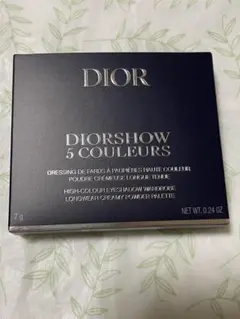 DIOR
DIORSHOW
5 COULEURS
DRESSING DE FARDS À PAUPIÈRES HAUTE COULEUR
POUDRE CRÉMEUSE LONGUE TENUE
HIGH-COLOUR EYESHADOW WARDROBE
LONGWEAR CREAMY POWDER PALETTE
7 g
NET WT. 0.24 OZ.